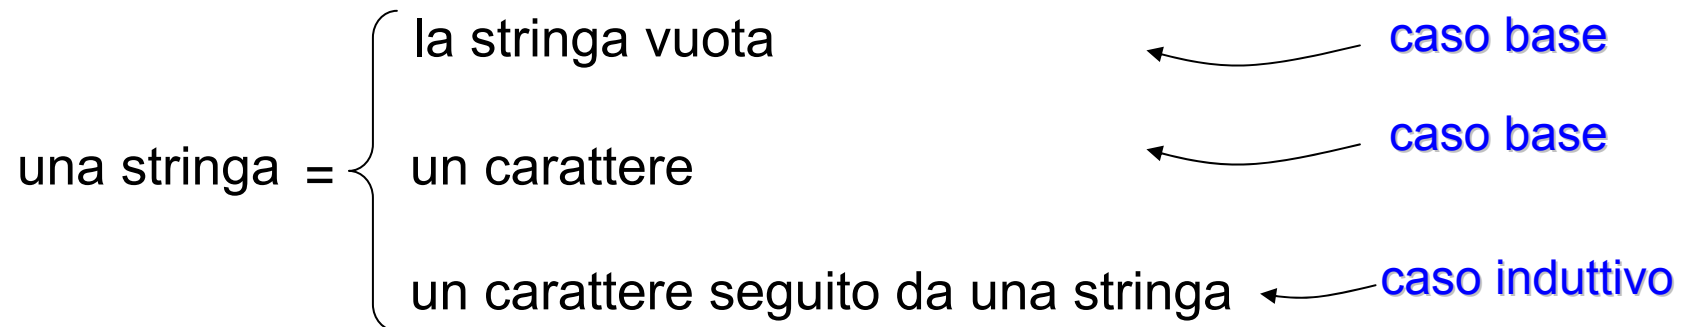 la stringa vuota caso base
una stringa = un carattere caso base
un carattere seguito da una stringa caso induttivo